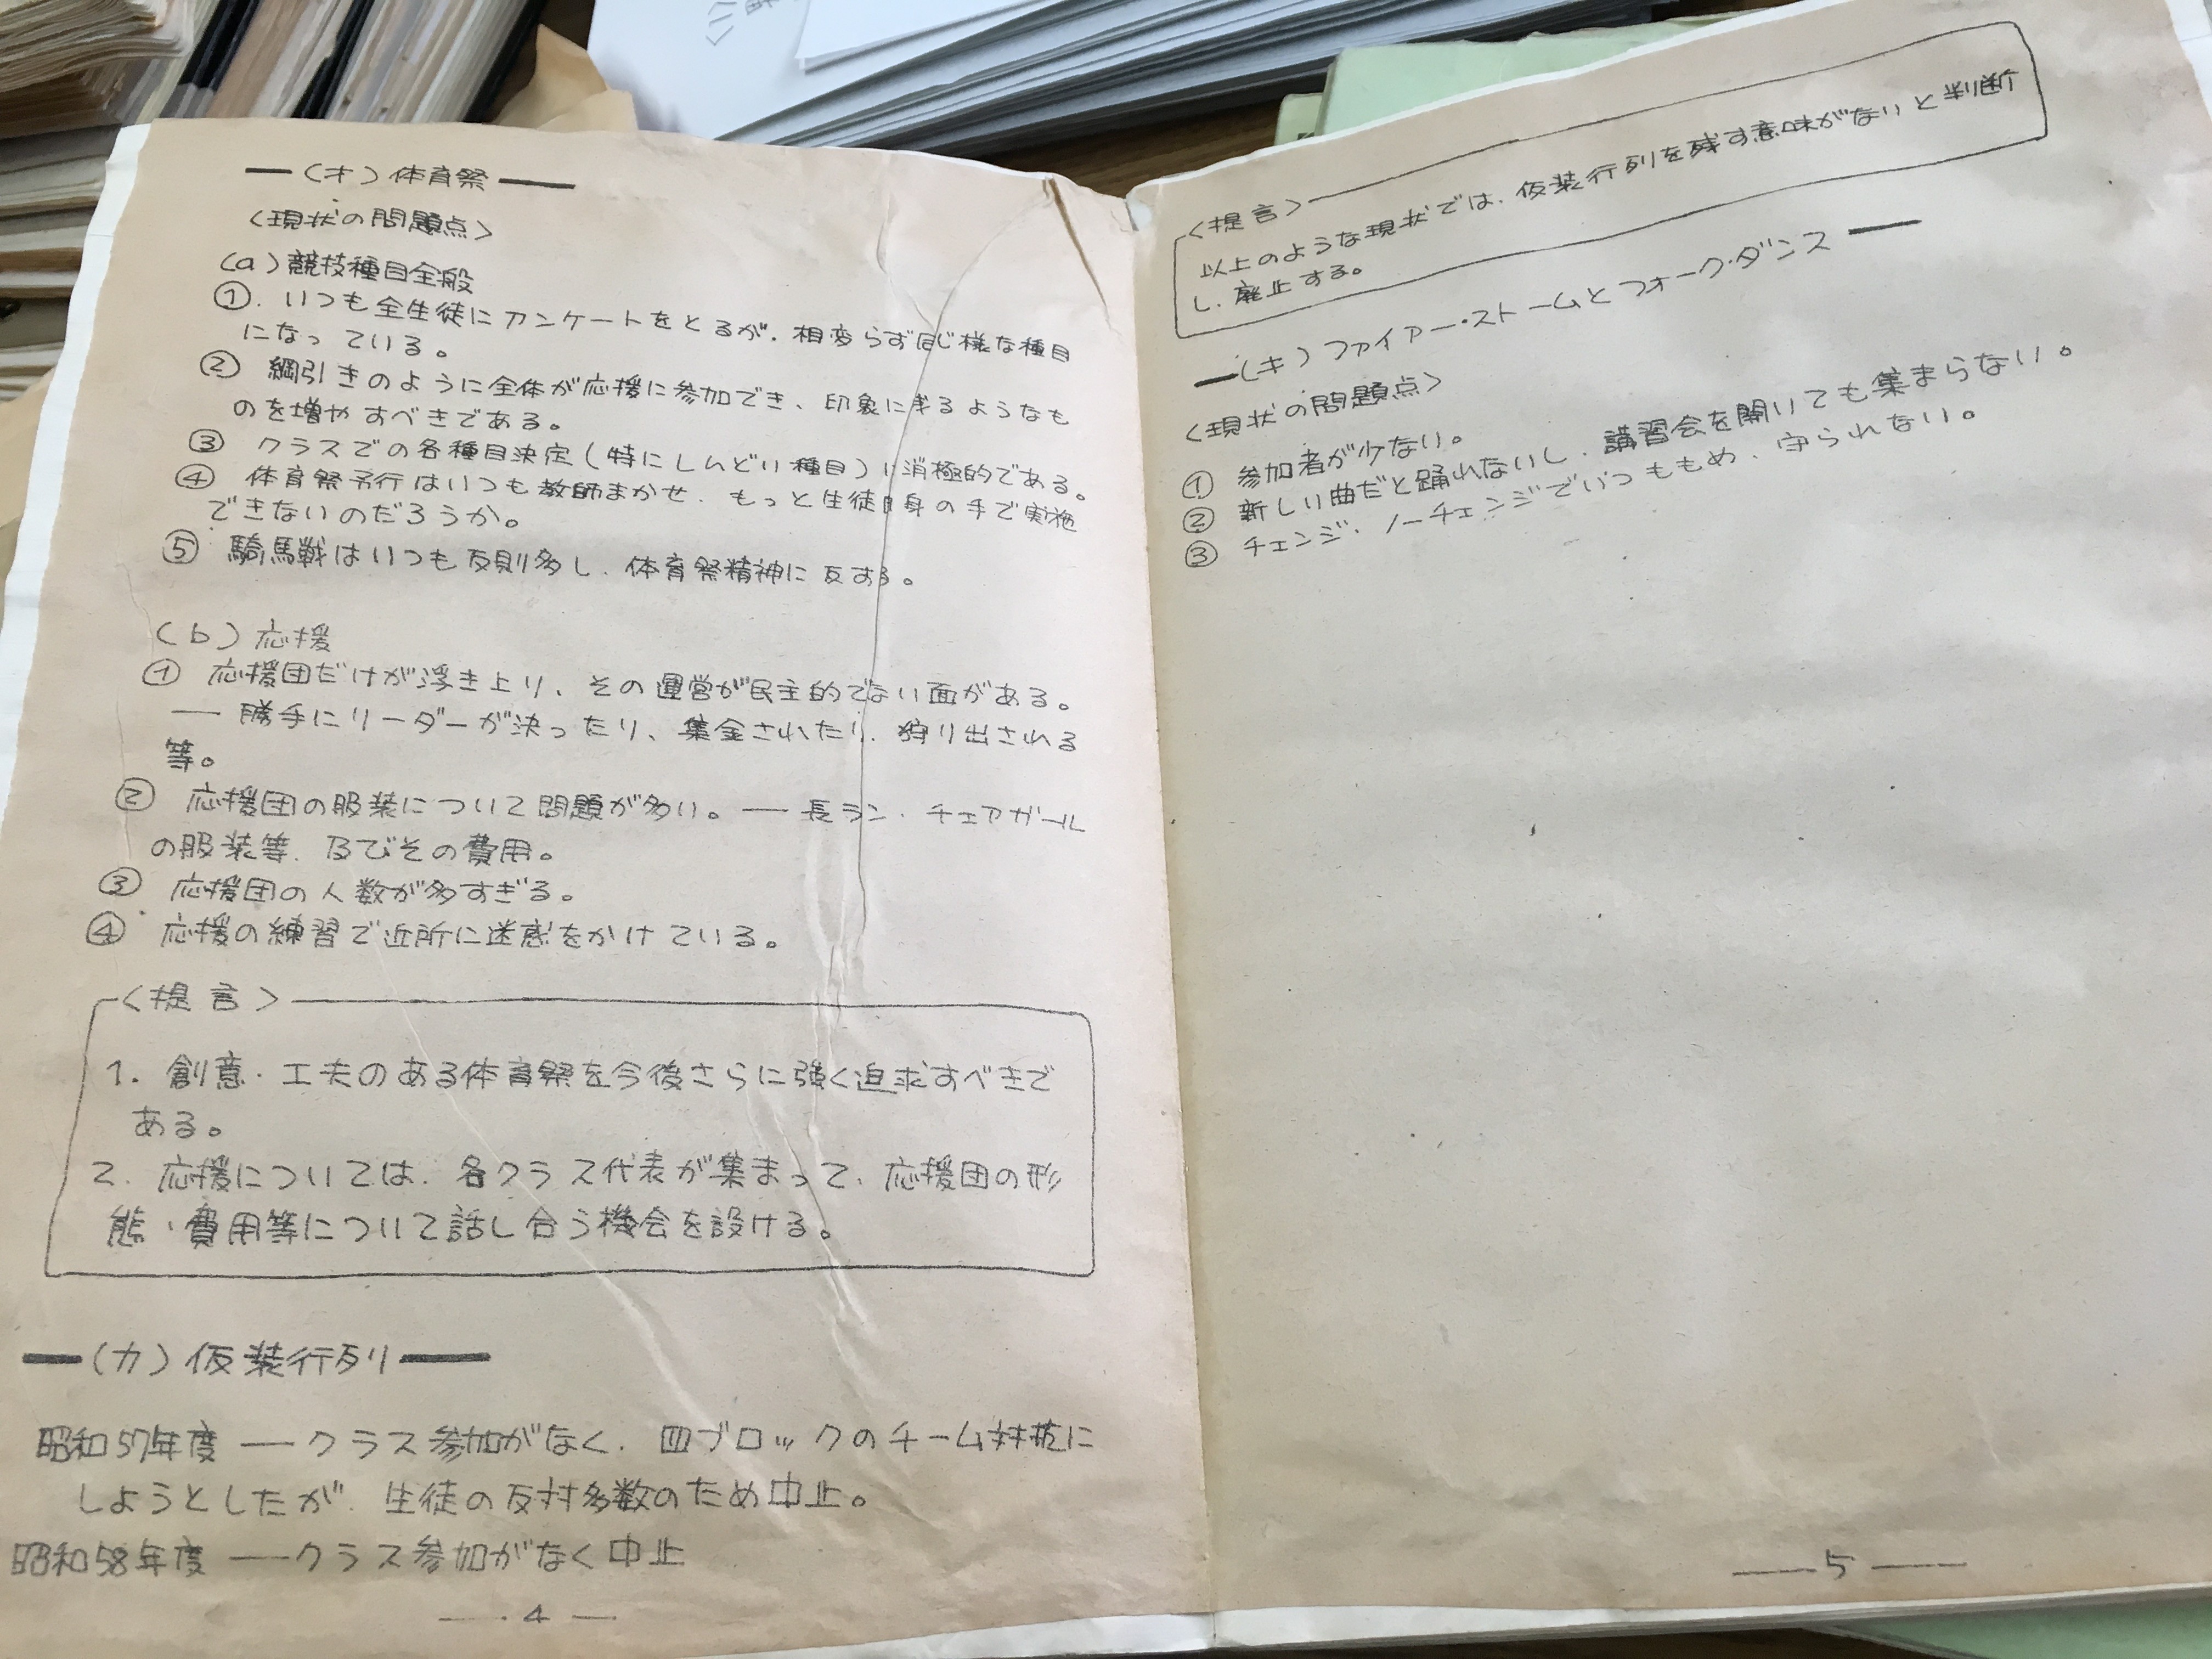 —(オ)体育祭—
〈現状の問題点〉
(a)競技種目全般
①.いつも全生徒にアンケートをとるが、相変らず同じ様な種目
になっている。
② 綱引きのように全体が応援に参加でき、印象に残るようなも
のを増やすべきである。
③ クラスでの各種目決定(特にしんどい種目)に消極的である。
④ 体育祭予行はいつも教師まかせ、もっと生徒自身の手で実施
できないのだろうか。
⑤ 騎馬戦はいつも反則多し、体育祭精神に反する。
(b)応援
① 応援団だけが浮き上り、その運営が民主的でない面がある。
— 勝手にリーダーが決ったり、集金されたり、狩り出される
等。
② 応援団の服装について問題が多い。— 長ラン・チェアガール
の服装等、及びその費用。
③ 応援団の人数が多すぎる。
④ 応援の練習で近所に迷惑をかけている。
〈提言〉
1. 創意・工夫のある体育祭を今後さらに強く追求すべきで
ある。
2. 応援については、各クラス代表が集まって、応援団の形
態・費用等について話し合う機会を設ける。
—(カ)仮装行列—
昭和57年度 — クラス参加がなく、四ブロックのチーム対抗に
しようとしたが、生徒の反対多数のため中止。
昭和58年度 — クラス参加がなく中止
— 4 —
〈提言〉
以上のような現状では、仮装行列を残す意味がないと判断
し、廃止する。
—(キ)ファイアー・ストームとフォーク・ダンス—
〈現状の問題点〉
① 参加者が少ない。
② 新しい曲だと踊れないし、講習会を開いても集まらない。
③ チェンジ・ノーチェンジでいつももめ、守られない。
— 5 —